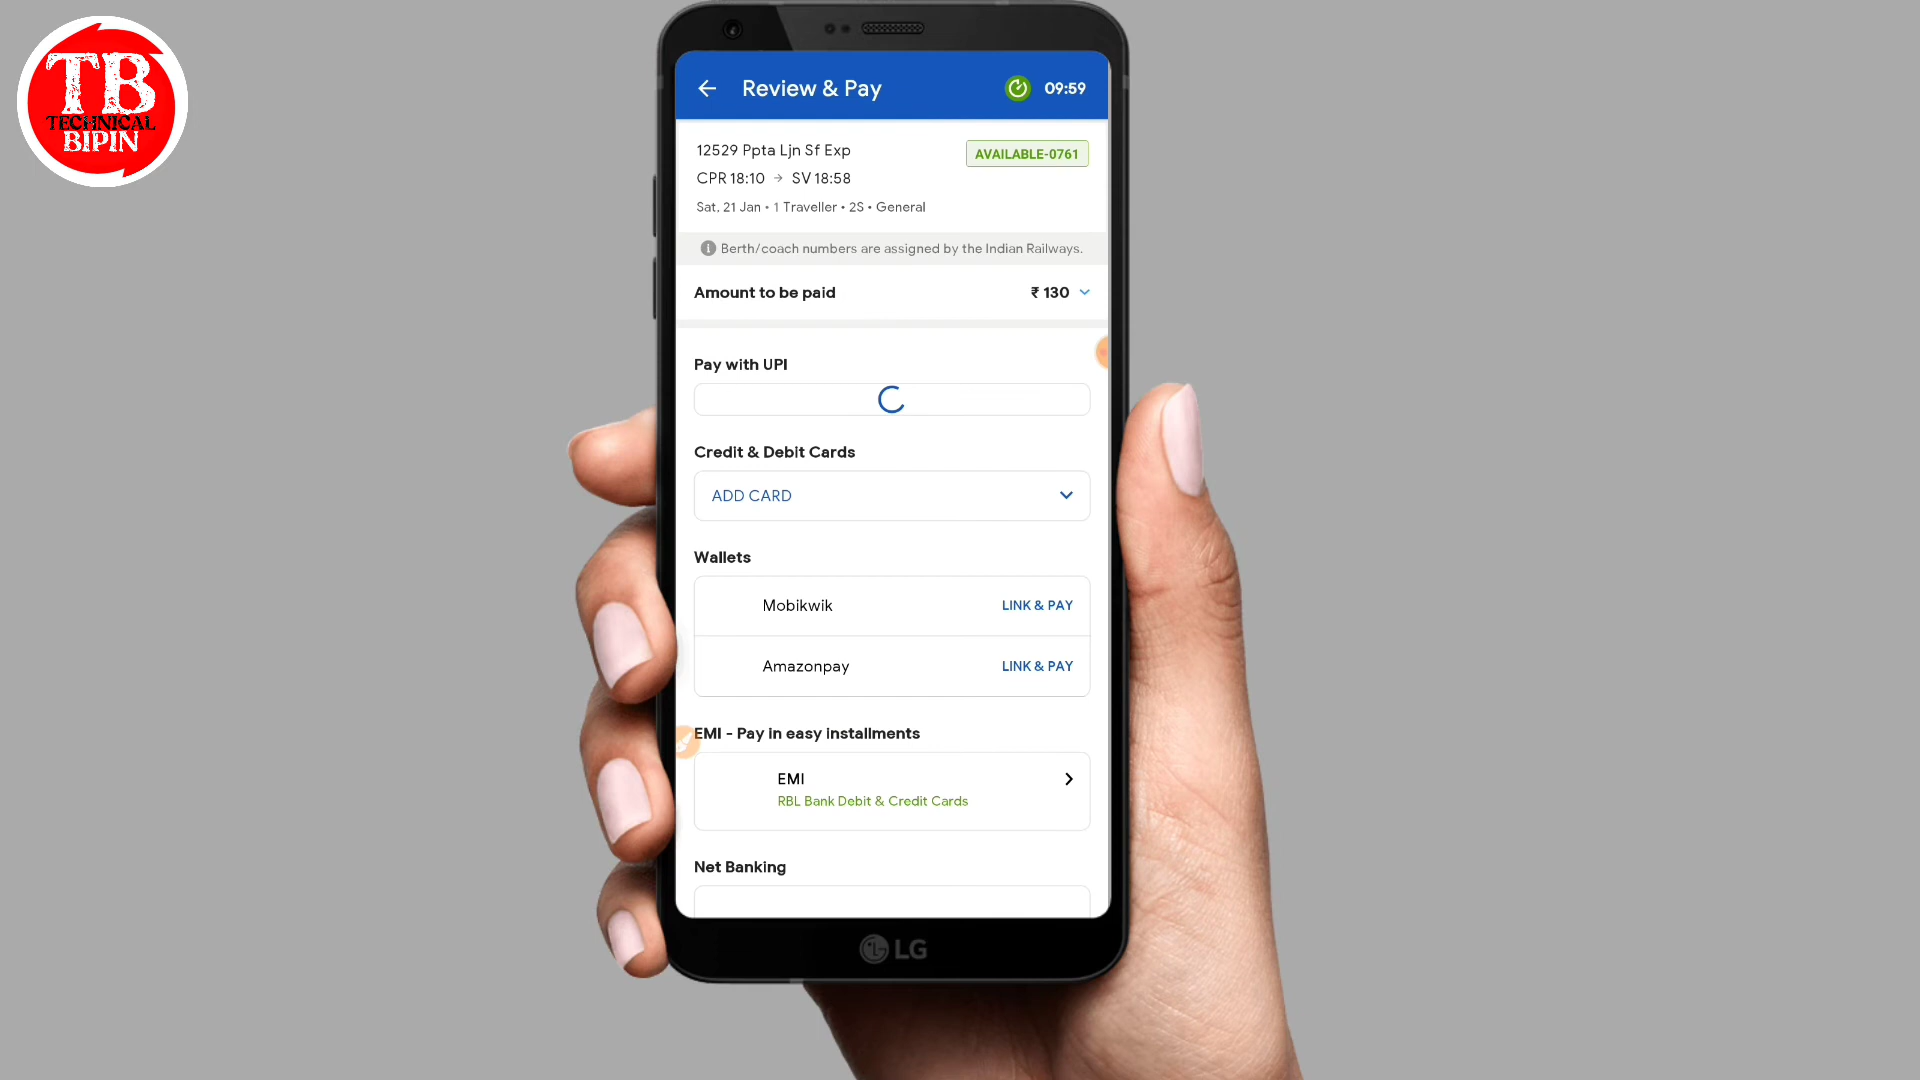 TB
TECHNICAL
BIPIN
Review & Pay
09:59
12529 Ppta Ljn Sf Exp
AVAILABLE-0761
CPR 18:10 → SV 18:58
Sat, 21 Jan • 1 Traveller • 2S • General
Berth/coach numbers are assigned by the Indian Railways.
Amount to be paid
₹ 130
Pay with UPI
Credit & Debit Cards
ADD CARD
Wallets
Mobikwik
LINK & PAY
Amazonpay
LINK & PAY
EMI - Pay in easy installments
EMI
RBL Bank Debit & Credit Cards
Net Banking
LG